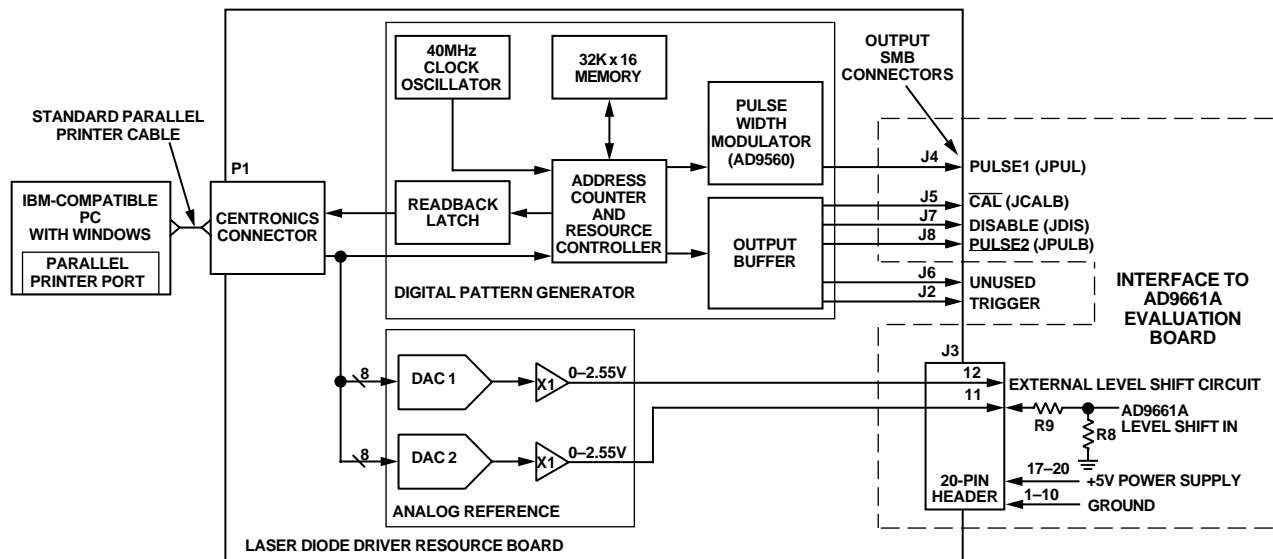 40MHz
CLOCK
OSCILLATOR
32K x 16
MEMORY
OUTPUT
SMB
CONNECTORS
STANDARD PARALLEL
PRINTER CABLE
PULSE
WIDTH
MODULATOR
(AD9560)
P1
J4
PULSE1 (JPUL)
IBM-COMPATIBLE
PC
WITH WINDOWS
PARALLEL
PRINTER PORT
CENTRONICS
CONNECTOR
READBACK
LATCH
ADDRESS
COUNTER
AND
RESOURCE
CONTROLLER
OUTPUT
BUFFER
J5
CAL (JCALB)
J7
DISABLE (JDIS)
J8
PULSE2 (JPULB)
J6
UNUSED
J2
TRIGGER
DIGITAL PATTERN GENERATOR
INTERFACE TO
AD9661A
EVALUATION
BOARD
J3
8
DAC 1
X1
0–2.55V
12
EXTERNAL LEVEL SHIFT CIRCUIT
11
R9
AD9661A
LEVEL SHIFT IN
R8
8
DAC 2
X1
0–2.55V
20-PIN
HEADER
17–20
+5V POWER SUPPLY
1–10
GROUND
ANALOG REFERENCE
LASER DIODE DRIVER RESOURCE BOARD